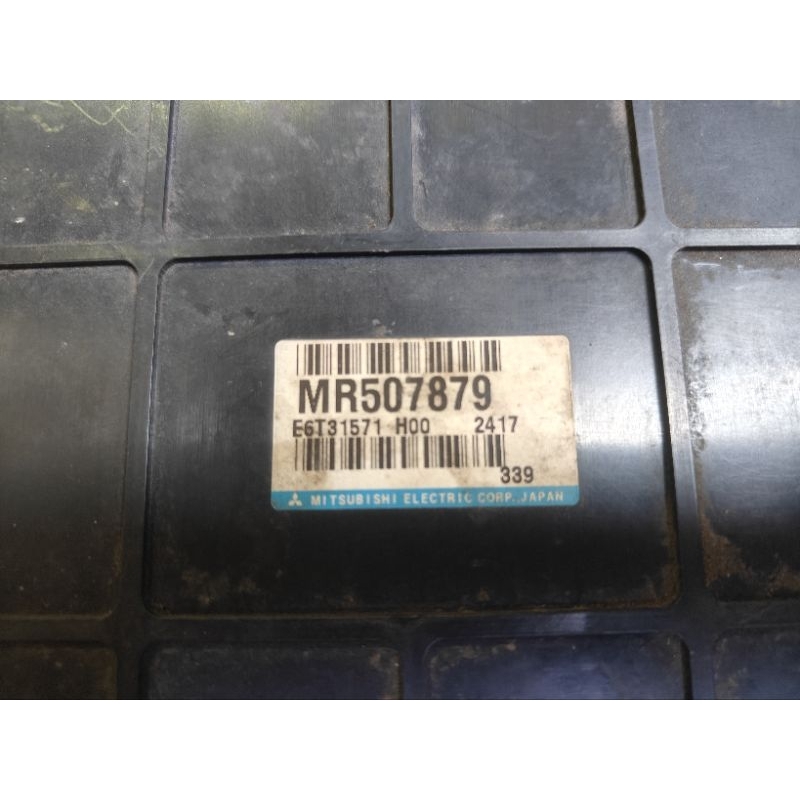 MR507879
E6T31571 H00 2417
339
MITSUBISHI ELECTRIC CORP. JAPAN